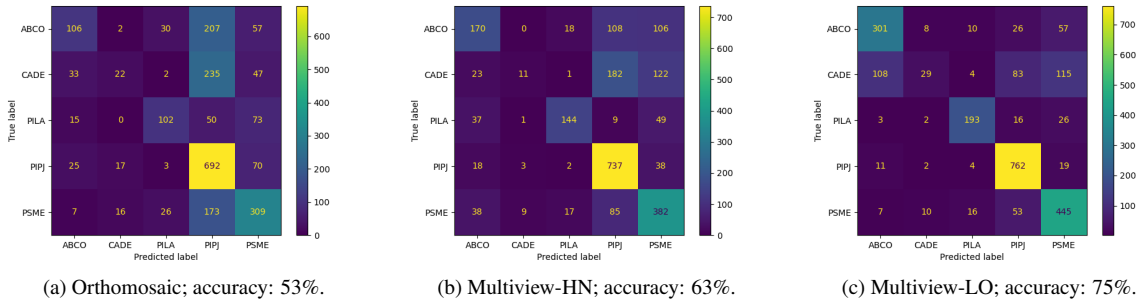 ABCO 106 2 30 207 57
CADE 33 22 2 235 47
PILA 15 0 102 50 73
PIPJ 25 17 3 692 70
PSME 7 16 26 173 309
ABCO CADE PILA PIPJ PSME
Predicted label
True label
600
500
400
300
200
100
0
(a) Orthomosaic; accuracy: 53%.
ABCO 170 0 18 108 106
CADE 23 11 1 182 122
PILA 37 1 144 9 49
PIPJ 18 3 2 737 38
PSME 38 9 17 85 382
ABCO CADE PILA PIPJ PSME
Predicted label
True label
700
600
500
400
300
200
100
0
(b) Multiview-HN; accuracy: 63%.
ABCO 301 8 10 26 57
CADE 108 29 4 83 115
PILA 3 2 193 16 26
PIPJ 11 2 4 762 19
PSME 7 10 16 53 445
ABCO CADE PILA PIPJ PSME
Predicted label
True label
700
600
500
400
300
200
100
(c) Multiview-LO; accuracy: 75%.